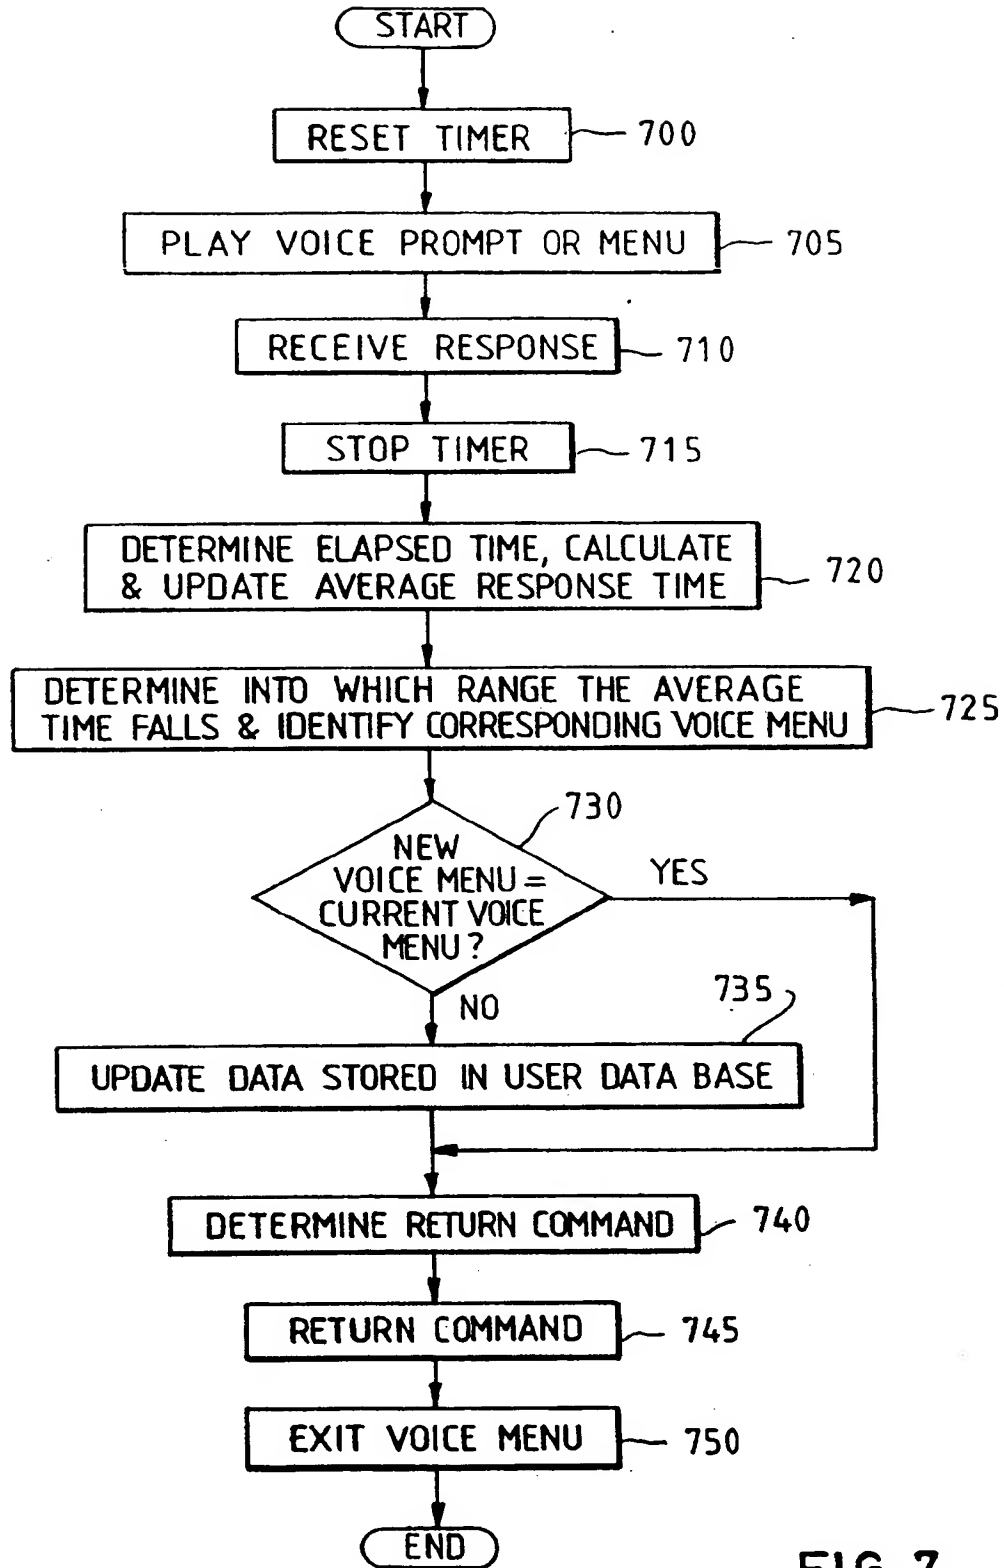 START
RESET TIMER
700
PLAY VOICE PROMPT OR MENU
705
RECEIVE RESPONSE
710
STOP TIMER
715
DETERMINE ELAPSED TIME, CALCULATE
& UPDATE AVERAGE RESPONSE TIME
720
DETERMINE INTO WHICH RANGE THE AVERAGE
TIME FALLS & IDENTIFY CORRESPONDING VOICE MENU
725
730
NEW
VOICE MENU =
CURRENT VOICE
MENU?
YES
NO
735
UPDATE DATA STORED IN USER DATA BASE
DETERMINE RETURN COMMAND
740
RETURN COMMAND
745
EXIT VOICE MENU
750
END
FIG. 7